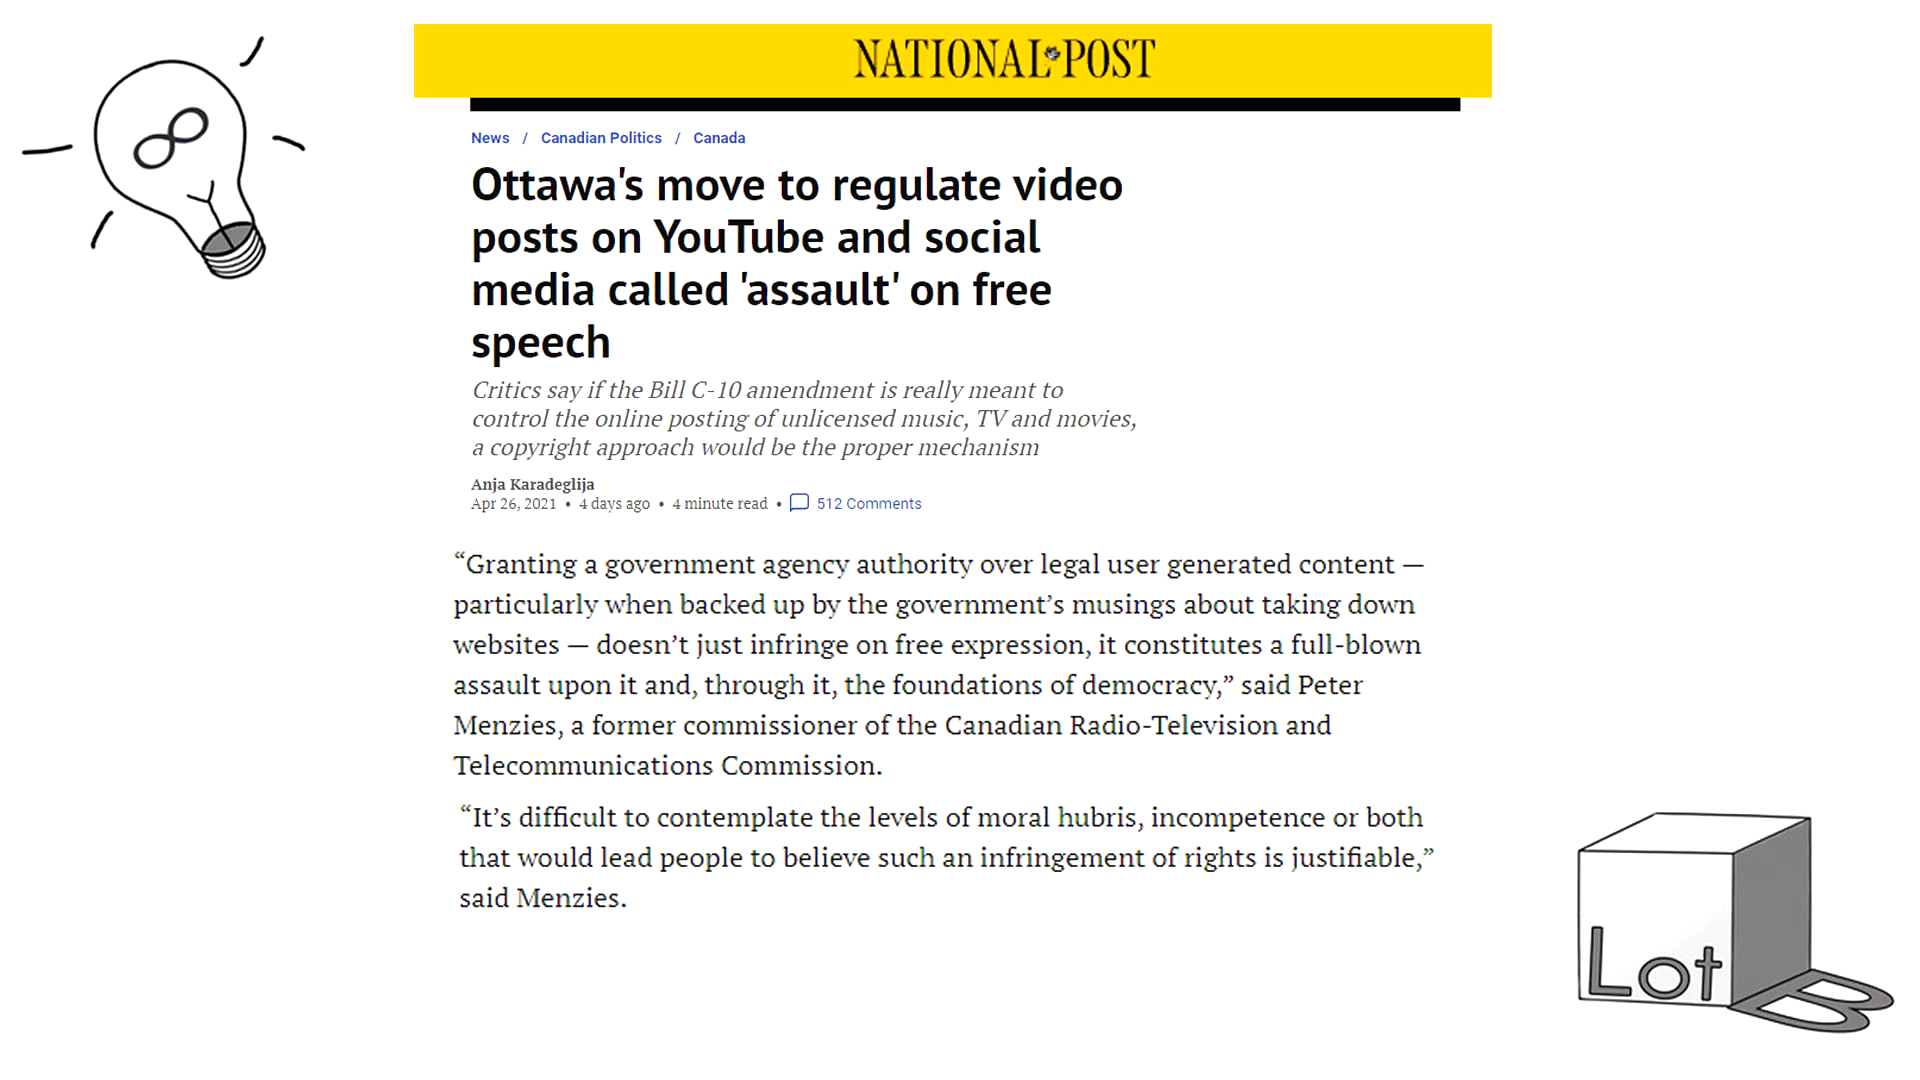 NATIONAL POST
News / Canadian Politics / Canada
Ottawa's move to regulate video
posts on YouTube and social
media called 'assault' on free
speech
Critics say if the Bill C-10 amendment is really meant to
control the online posting of unlicensed music, TV and movies,
a copyright approach would be the proper mechanism
Anja Karadeglija
Apr 26, 2021 • 4 days ago • 4 minute read • 512 Comments
“Granting a government agency authority over legal user generated content —
particularly when backed up by the government’s musings about taking down
websites — doesn’t just infringe on free expression, it constitutes a full-blown
assault upon it and, through it, the foundations of democracy,” said Peter
Menzies, a former commissioner of the Canadian Radio-Television and
Telecommunications Commission.
“It’s difficult to contemplate the levels of moral hubris, incompetence or both
that would lead people to believe such an infringement of rights is justifiable,”
said Menzies.
Lot
B